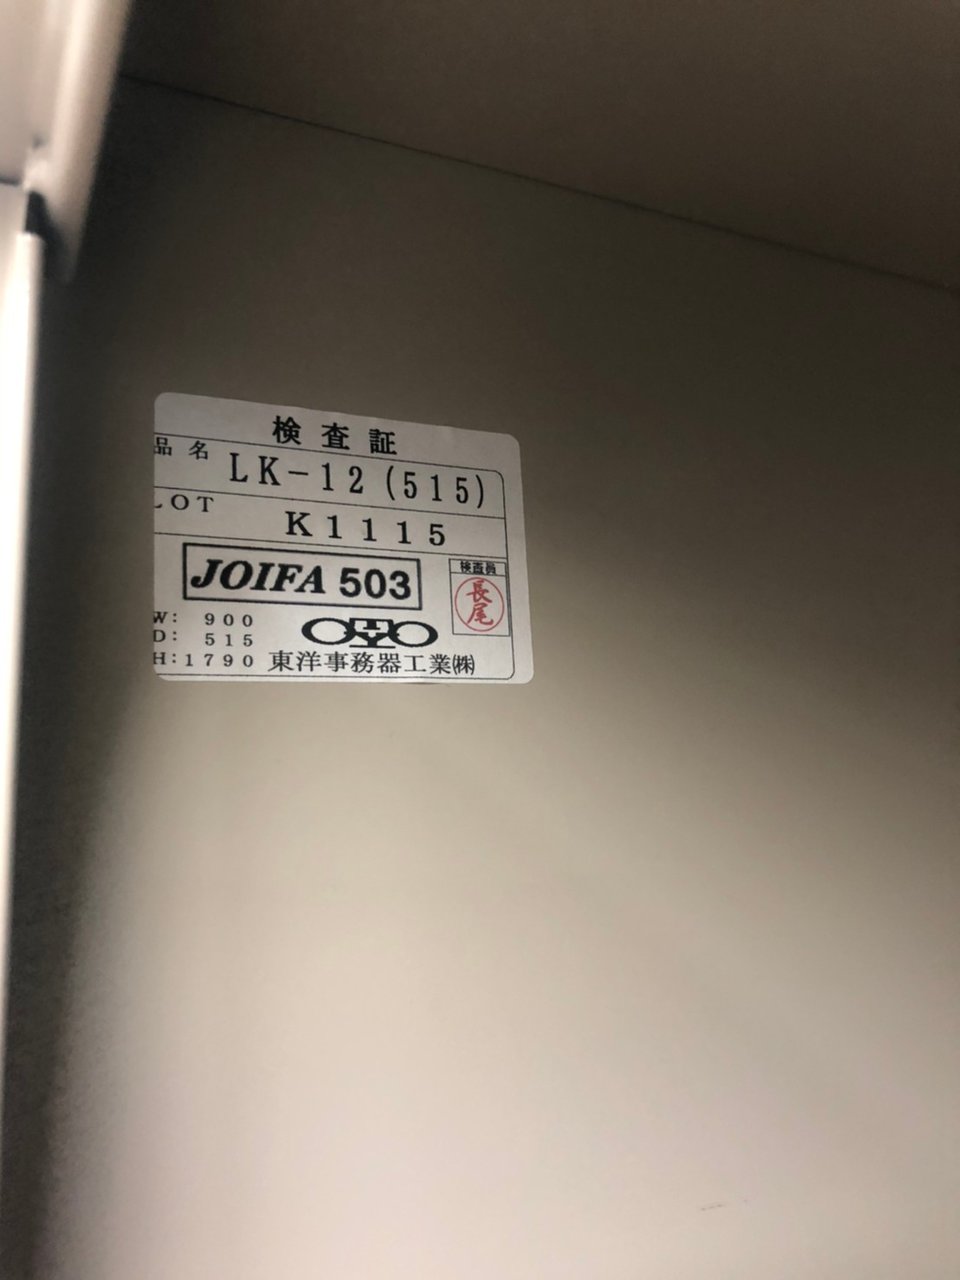 検査証
品名 LK-12(515)
LOT K1115
JOIFA 503
検査員
長尾
W: 900
D: 515
H:1790
TOYO
東洋事務器工業㈱